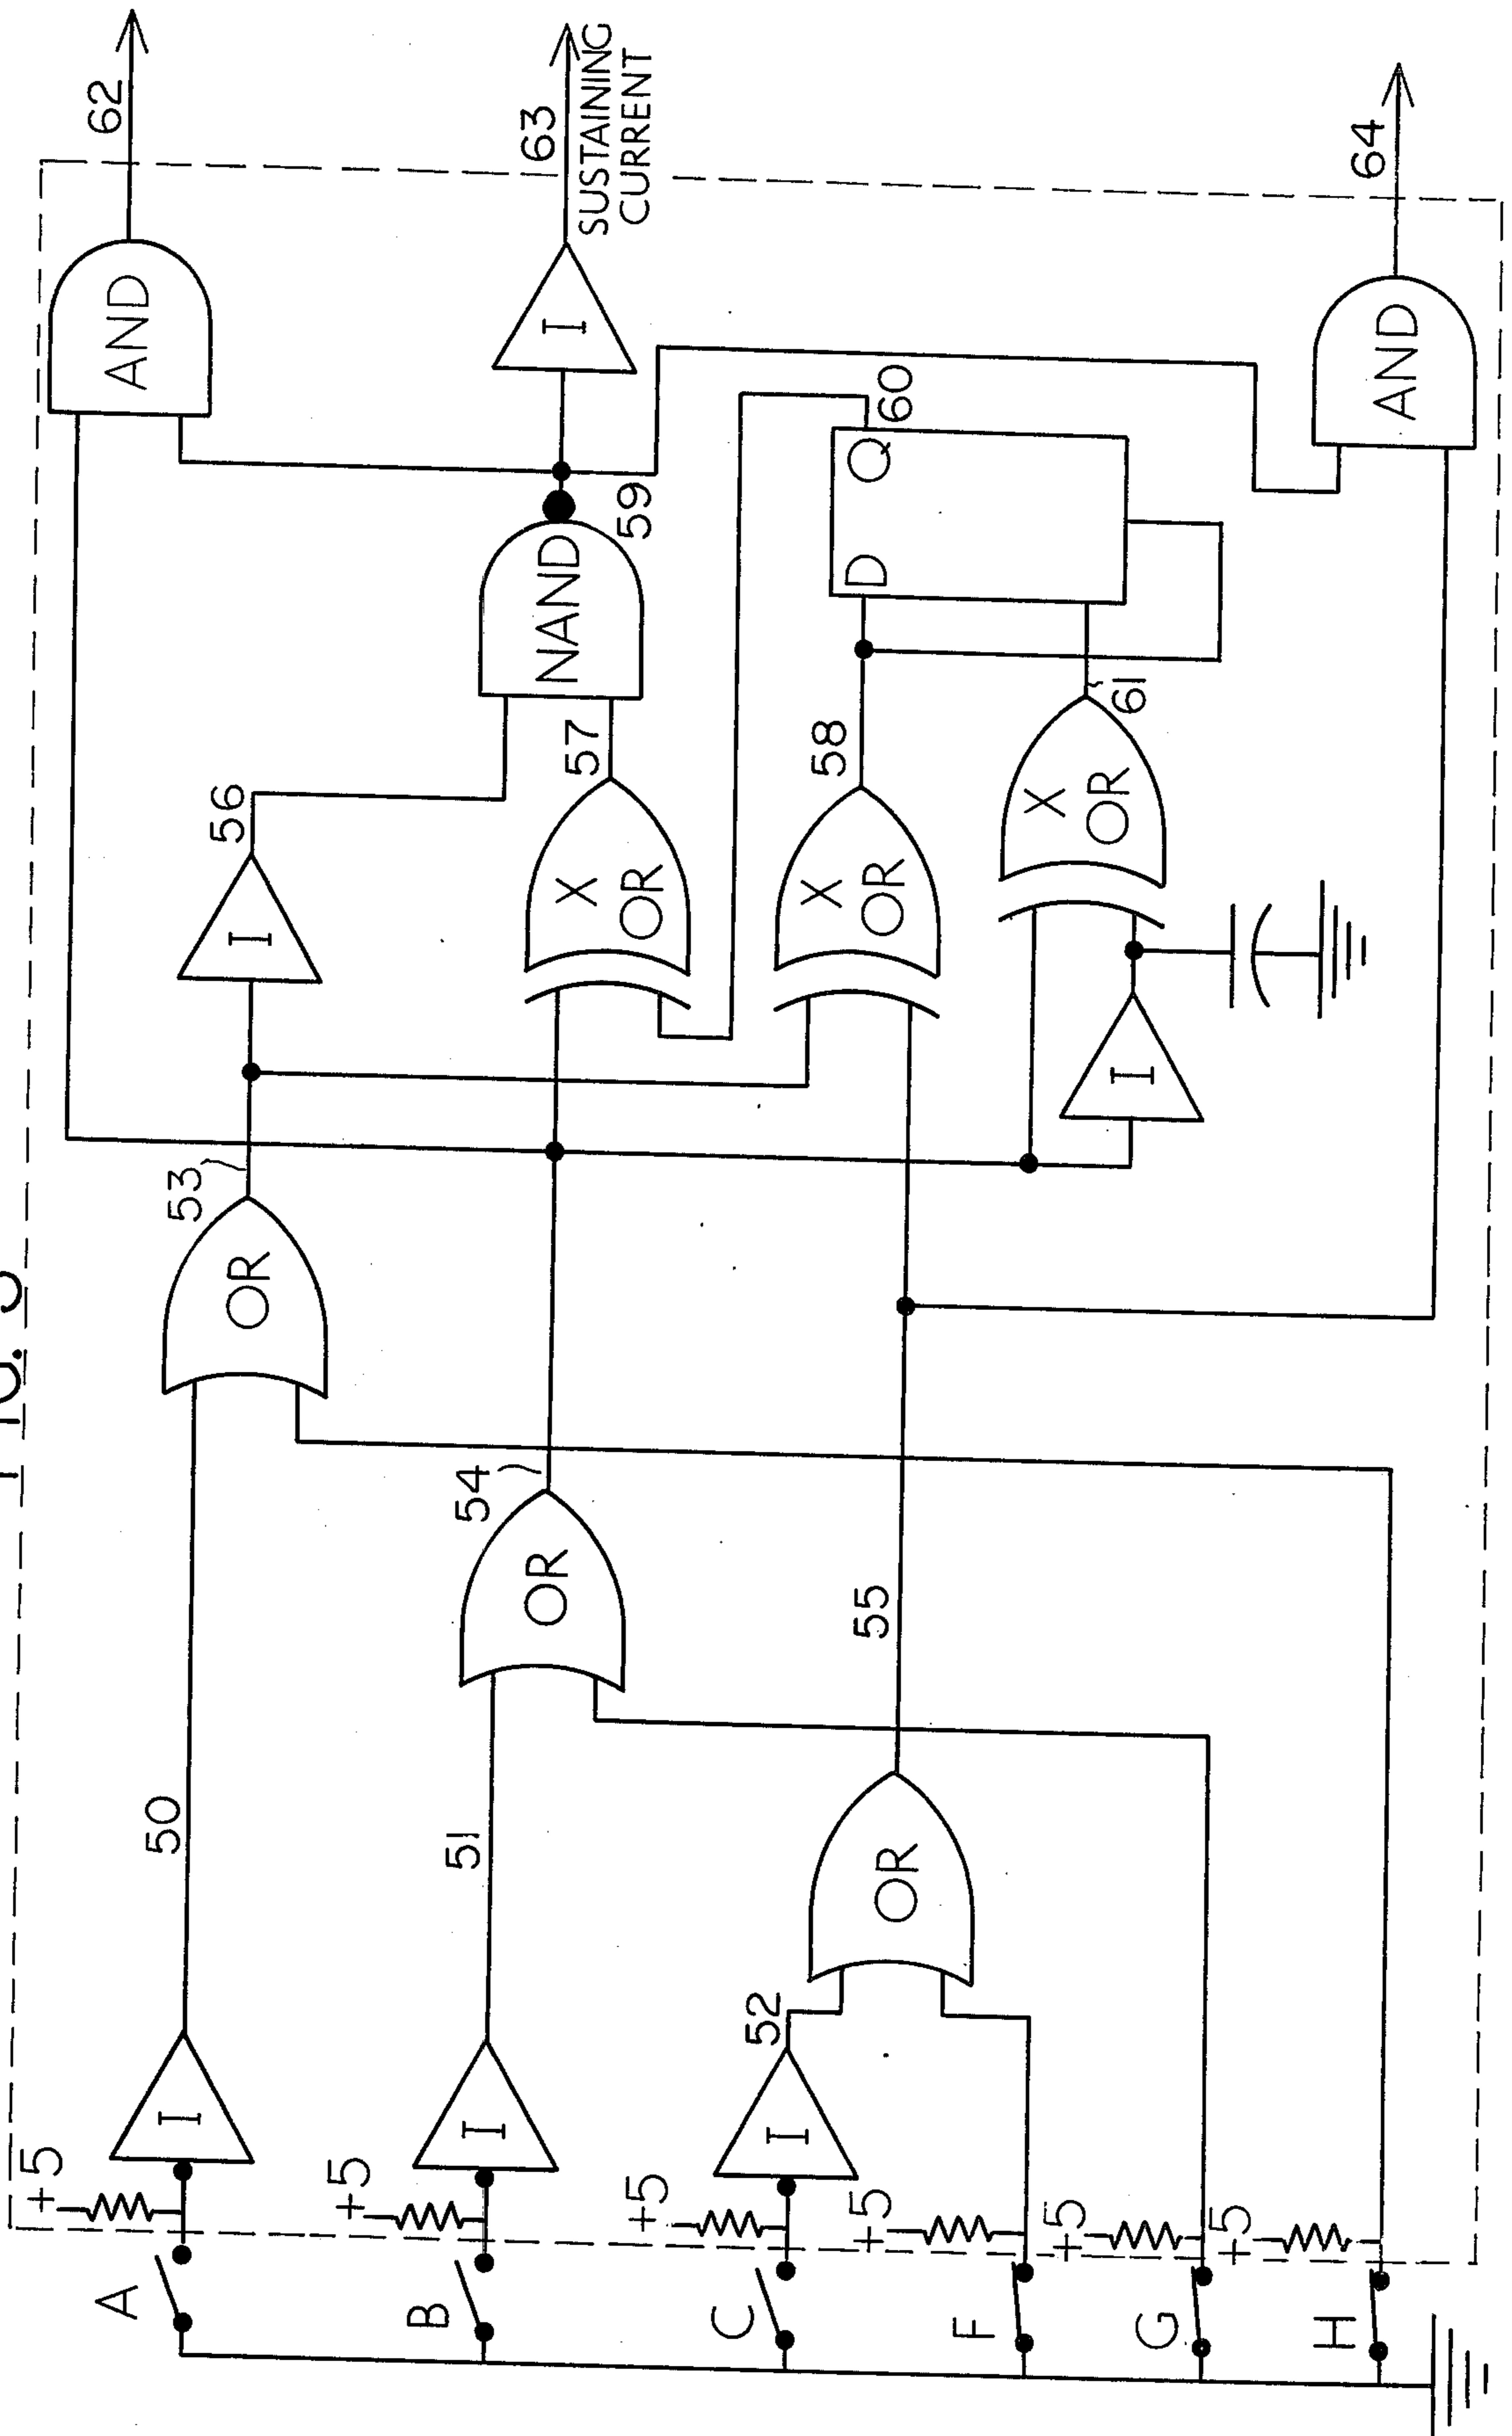 62
63
SUSTAINING
CURRENT
64
AND
I
AND
60
Q
D
59
NAND
61
56
57
58
I
X
OR
X
OR
X
OR
I
53
OR
54
OR
55
50
51
OR
52
I
I
I
+5
+5
+5
+5
+5
+5
A
B
C
F
G
H